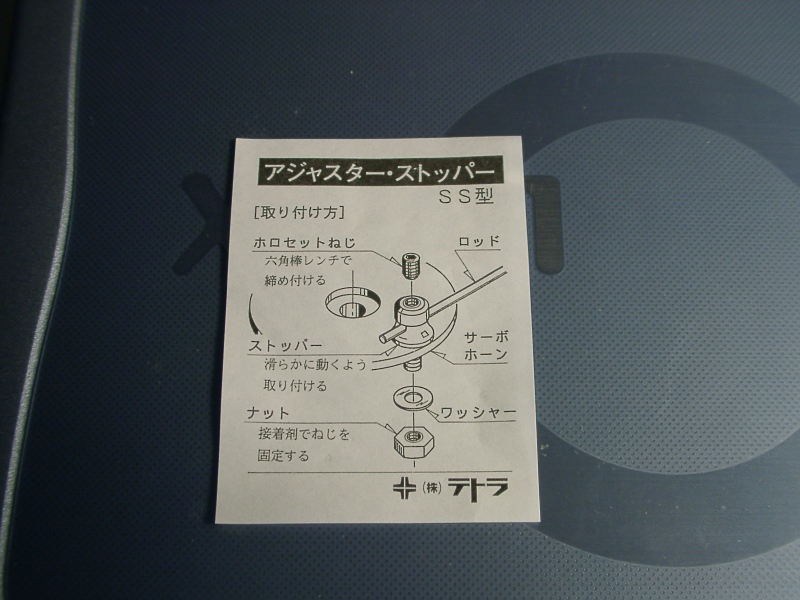 アジャスター・ストッパー
ＳＳ型
［取り付け方］
ホロセットねじ
六角棒レンチで
締め付ける
ロッド
ストッパー
滑らかに動くよう
取り付ける
サーボ
ホーン
ナット
接着剤でねじを
固定する
ワッシャー
㈱テトラ